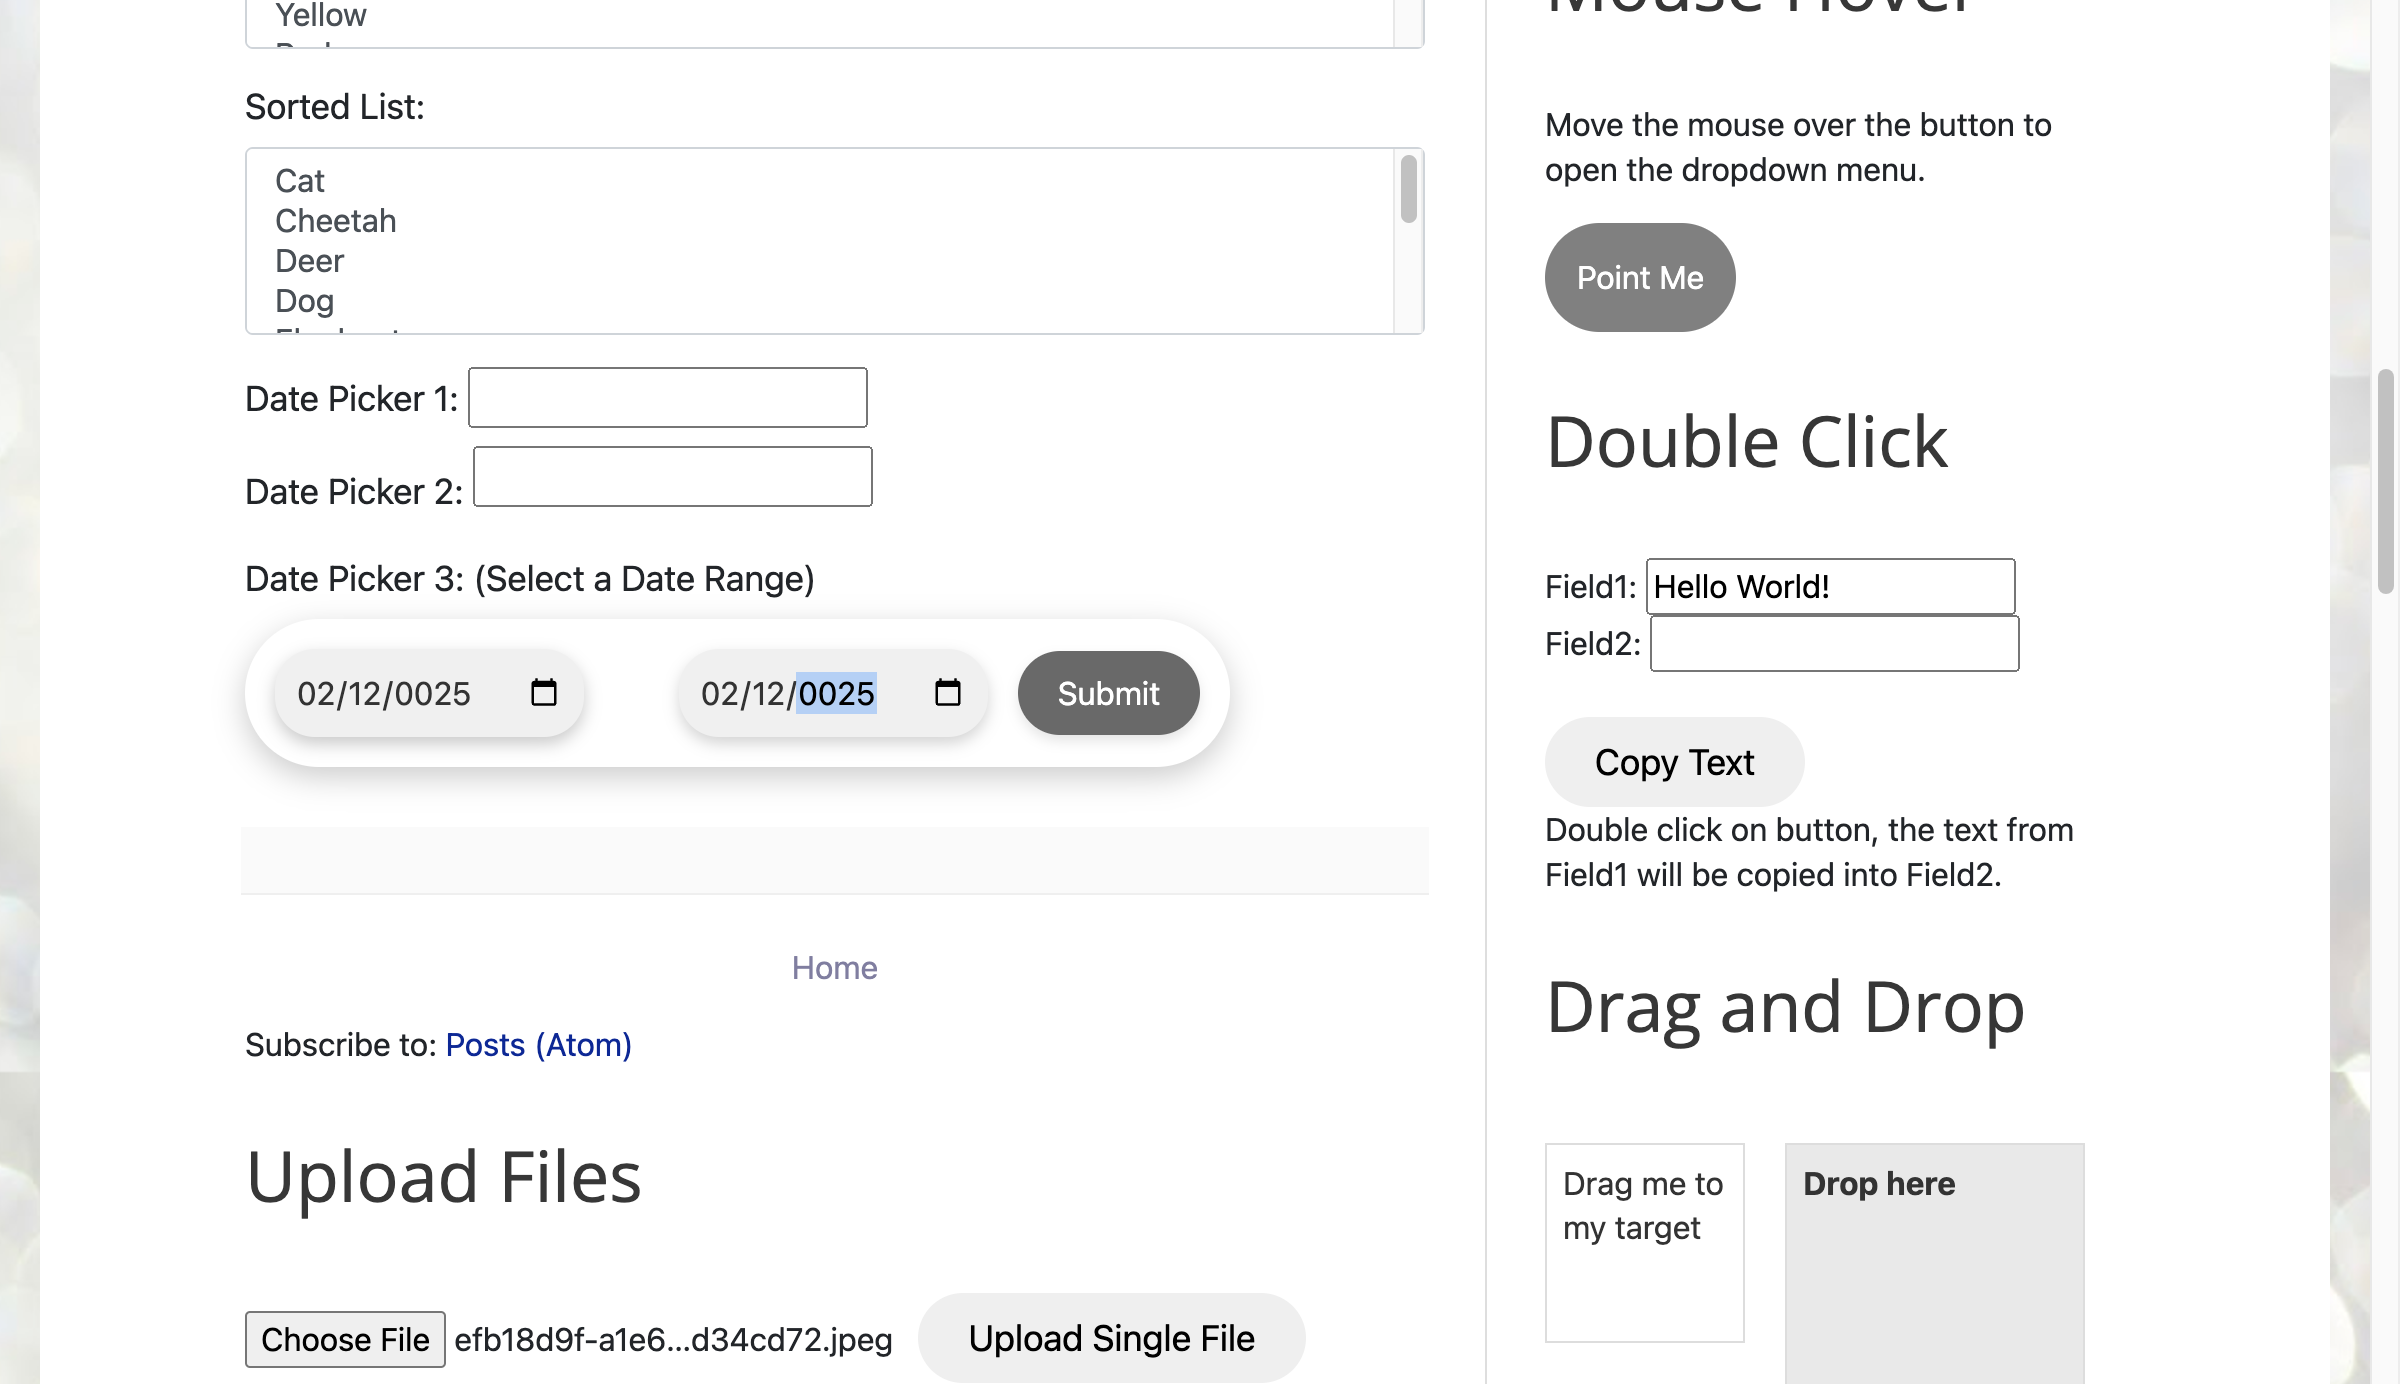 Yellow
Sorted List:
Cat
Cheetah
Deer
Dog
Date Picker 1:
Date Picker 2:
Date Picker 3: (Select a Date Range)
02/12/0025
02/12/0025
Submit
Home
Subscribe to: Posts (Atom)
Upload Files
Choose File efb18d9f-a1e6...d34cd72.jpeg
Upload Single File
Mouse Hover
Move the mouse over the button to
open the dropdown menu.
Point Me
Double Click
Field1: Hello World!
Field2:
Copy Text
Double click on button, the text from
Field1 will be copied into Field2.
Drag and Drop
Drag me to
my target
Drop here